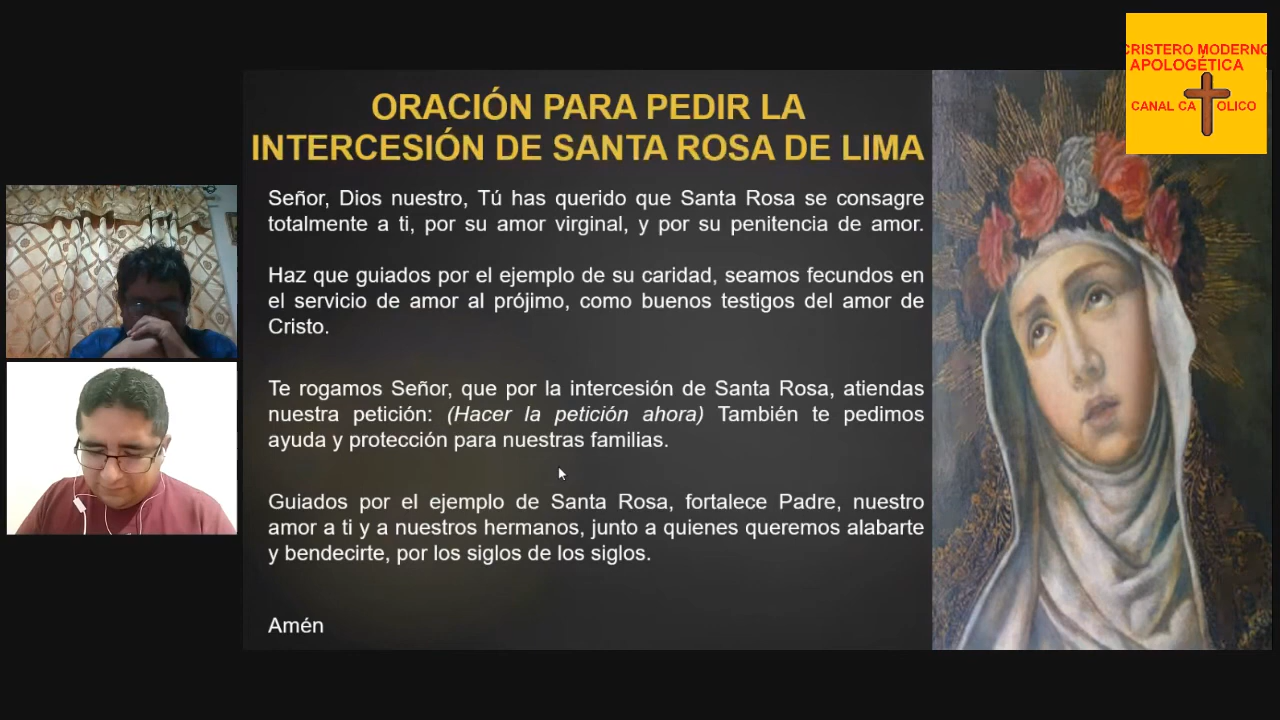 ORACIÓN PARA PEDIR LA
INTERCESIÓN DE SANTA ROSA DE LIMA
Señor, Dios nuestro, Tú has querido que Santa Rosa se consagre
totalmente a ti, por su amor virginal, y por su penitencia de amor.
Haz que guiados por el ejemplo de su caridad, seamos fecundos en
el servicio de amor al prójimo, como buenos testigos del amor de
Cristo.
Te rogamos Señor, que por la intercesión de Santa Rosa, atiendas
nuestra petición: (Hacer la petición ahora) También te pedimos
ayuda y protección para nuestras familias.
Guiados por el ejemplo de Santa Rosa, fortalece Padre, nuestro
amor a ti y a nuestros hermanos, junto a quienes queremos alabarte
y bendecirte, por los siglos de los siglos.
Amén
CRISTERO MODERNO
APOLOGÉTICA
CANAL CA OLICO